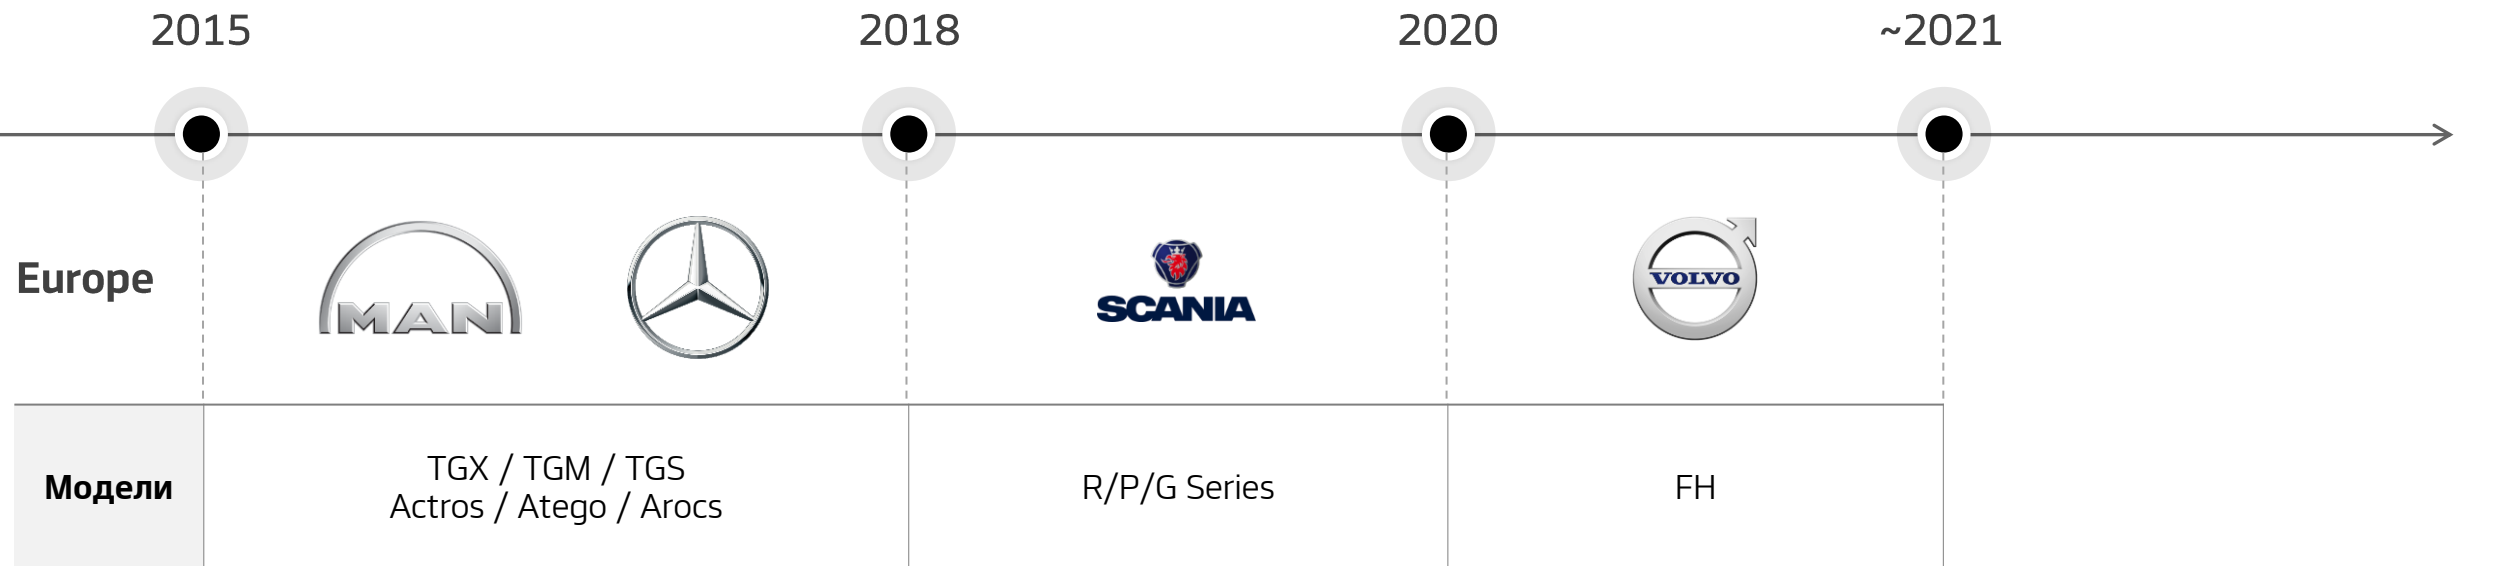 2015
2018
2020
~2021
Europe
MAN
SCANIA
VOLVO
Модели
TGX / TGM / TGS
Actros / Atego / Arocs
R/P/G Series
FH